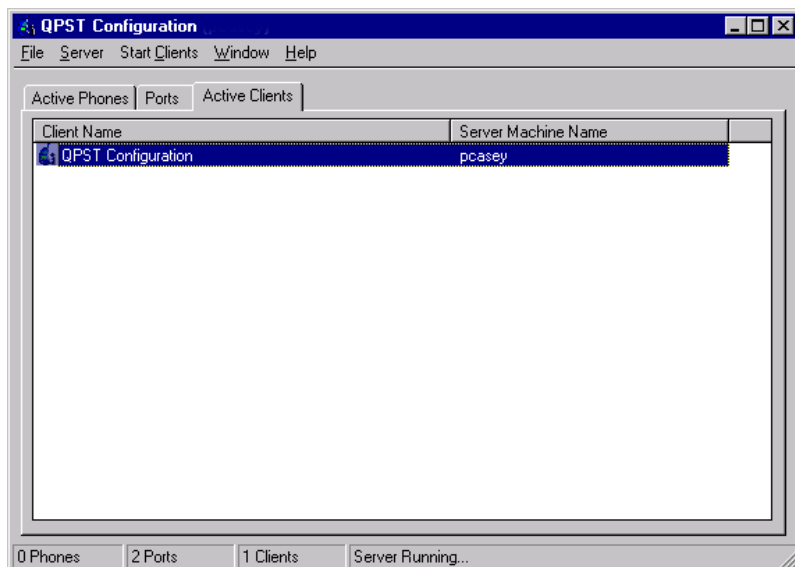 QPST Configuration
File Server Start Clients Window Help
Active Phones Ports Active Clients
Client Name Server Machine Name
QPST Configuration pcasey
0 Phones 2 Ports 1 Clients Server Running...